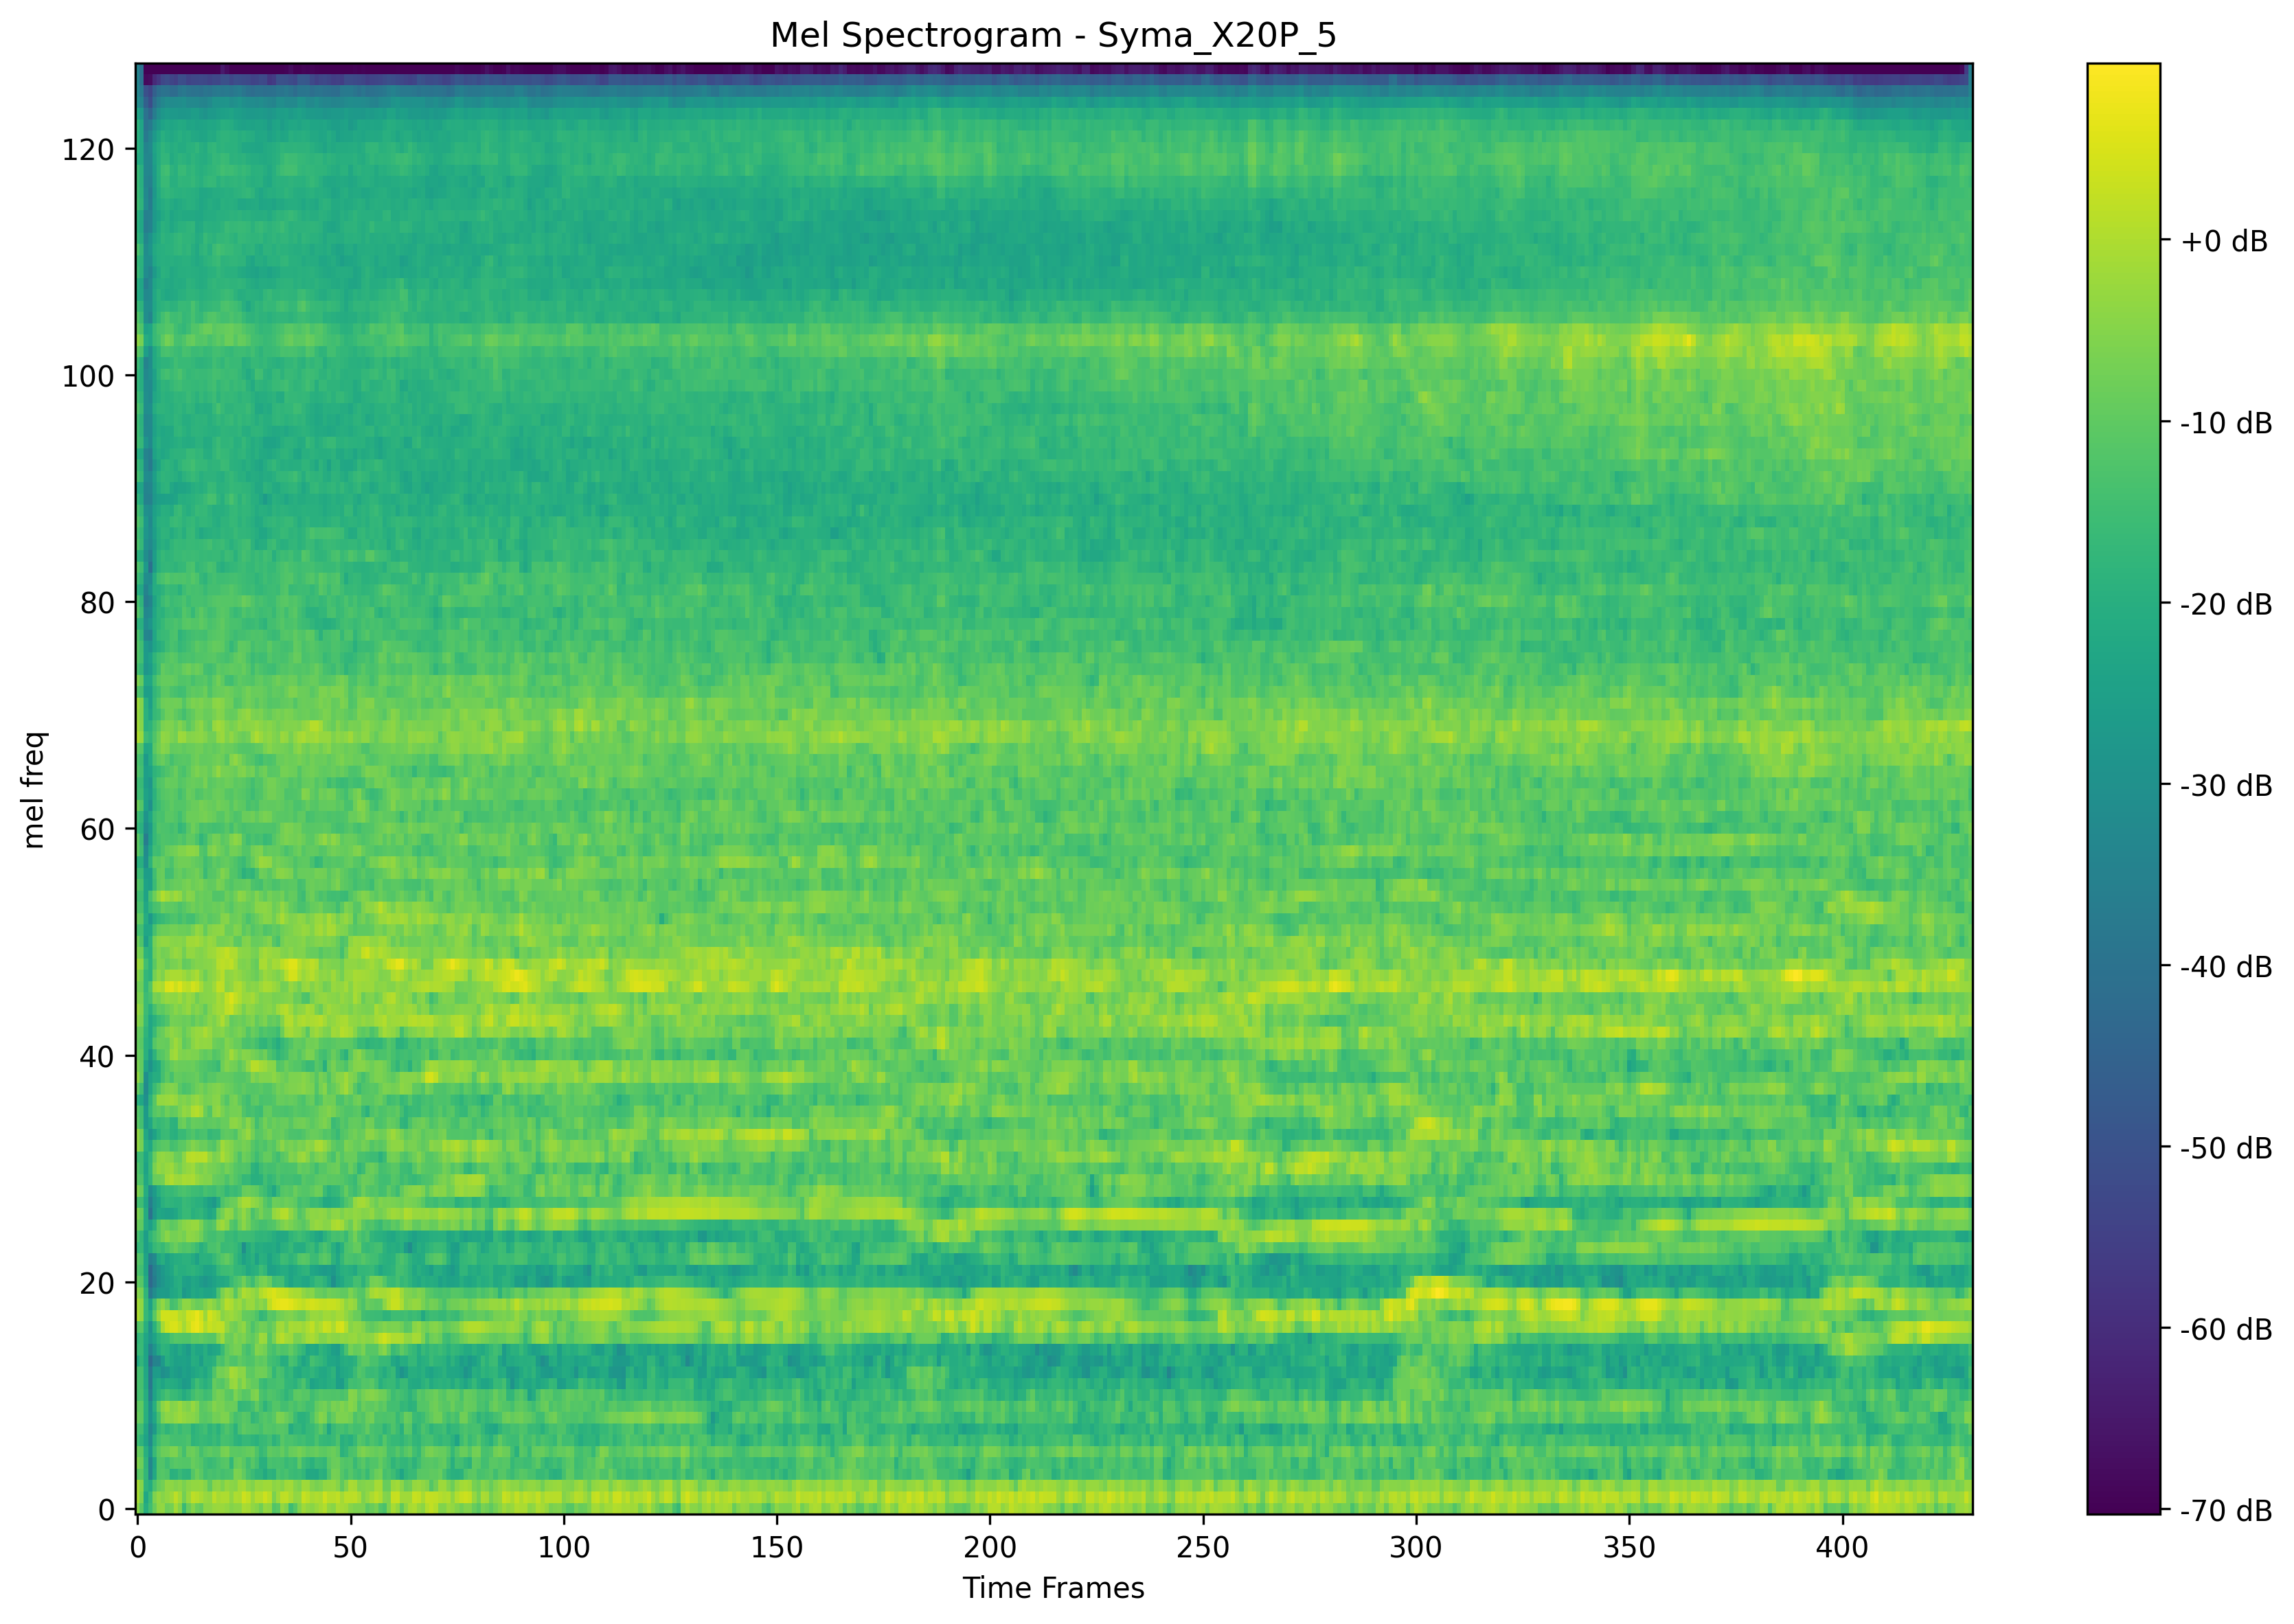 Mel Spectrogram - Syma_X20P_5
mel freq
120
100
80
60
40
20
0
0 50 100 150 200 250 300 350 400
Time Frames
+0 dB
-10 dB
-20 dB
-30 dB
-40 dB
-50 dB
-60 dB
-70 dB